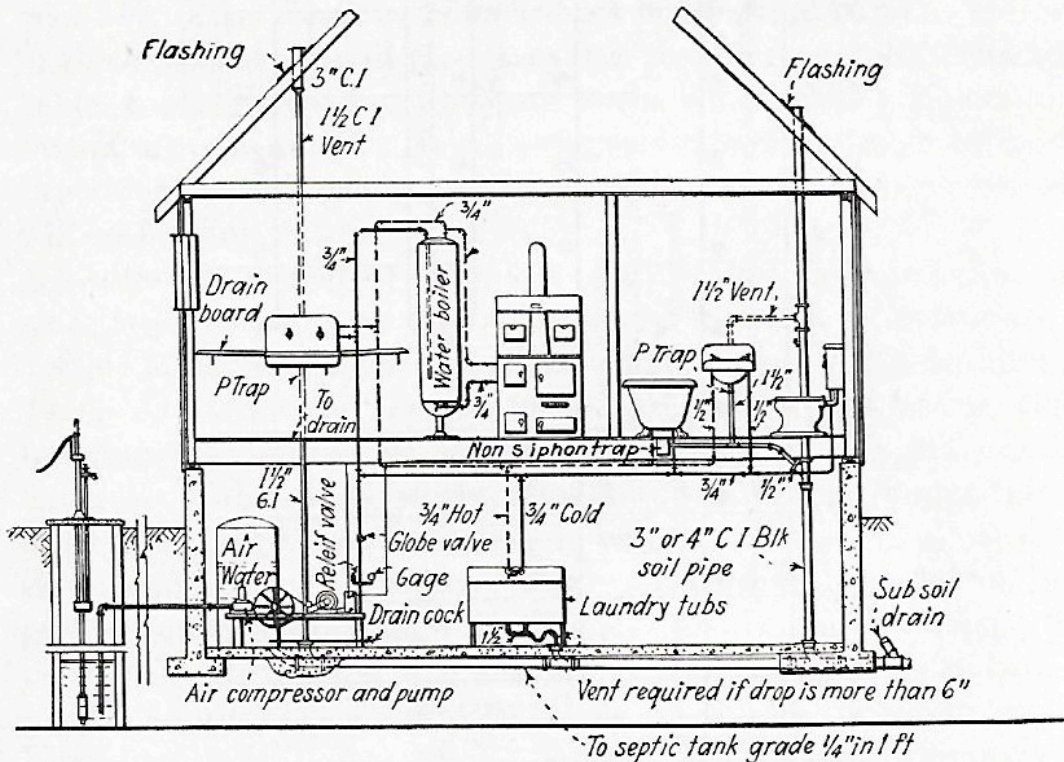 Flashing
3" C.I
1½ C I
Vent
Flashing
¾"
¾"
Drain
board
Water boiler
¾"
P Trap
To
drain
1½" Vent
P Trap
1½"
½"
½"
Non siphon trap
¾"
½"
1½"
G.I
Releif valve
¾" Hot
¾" Cold
Globe valve
Gage
Drain cock
Air
Water
3" or 4" C I Blk
soil pipe
Laundry tubs
1½"
Sub soil
drain
Air compressor and pump
Vent required if drop is more than 6"
To septic tank grade ¼" in 1 ft